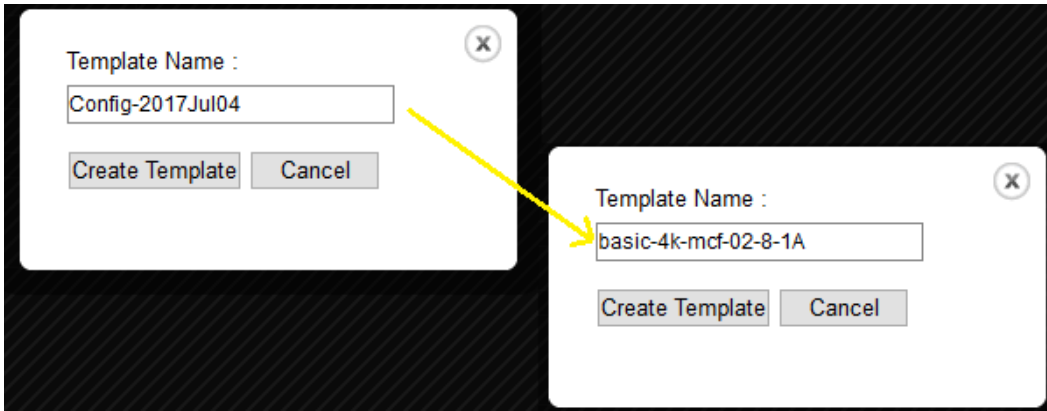 Template Name :
Config-2017Jul04
Create Template Cancel
Template Name :
basic-4k-mcf-02-8-1A
Create Template Cancel